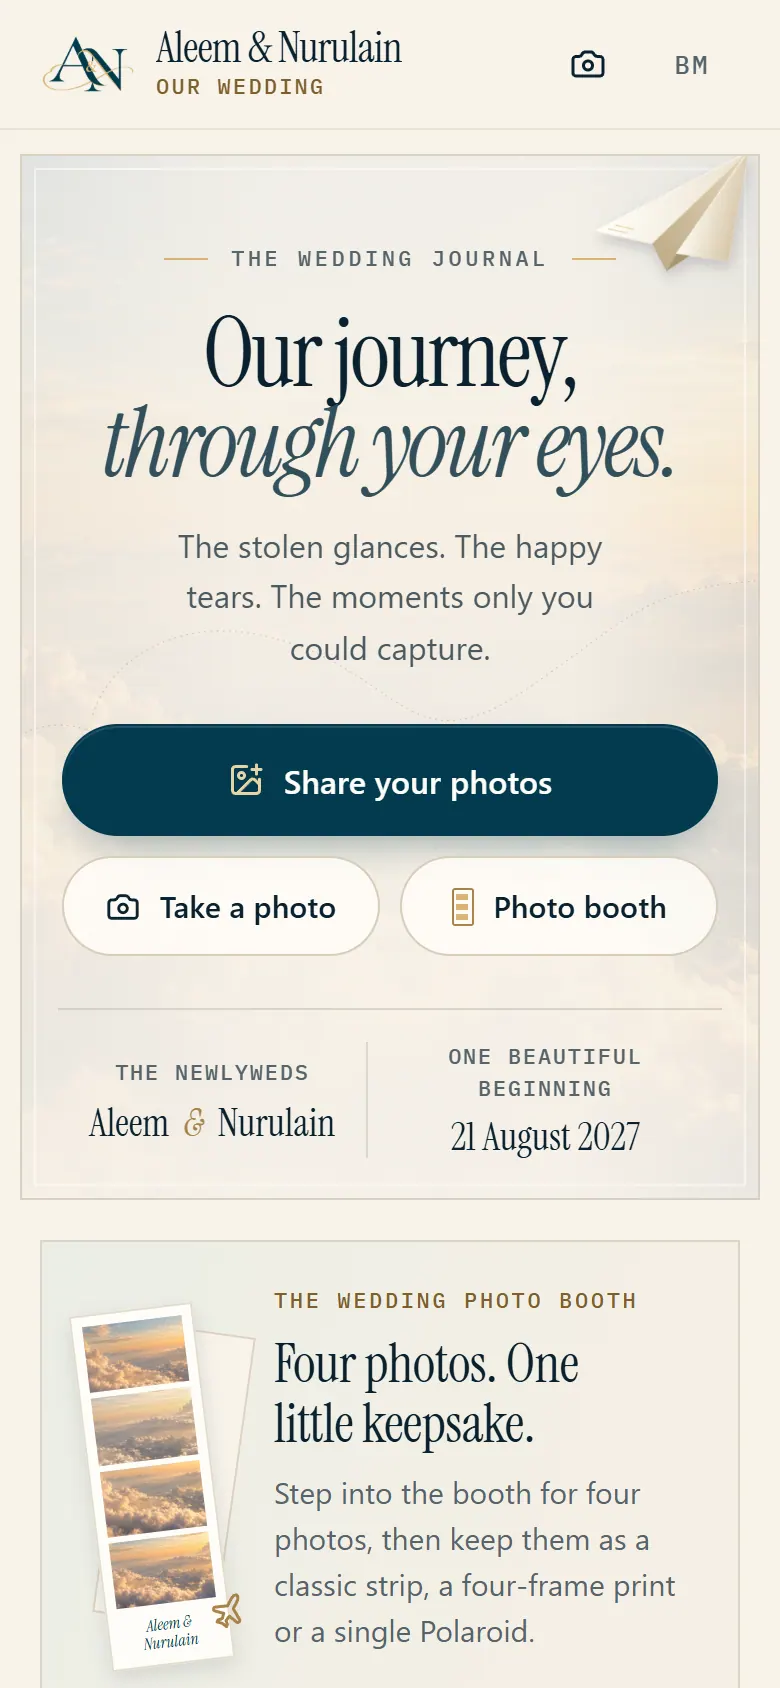 A&N
Aleem & Nurulain
OUR WEDDING
BM
THE WEDDING JOURNAL
Our journey,
through your eyes.
The stolen glances. The happy
tears. The moments only you
could capture.
Share your photos
Take a photo
Photo booth
THE NEWLYWEDS
Aleem & Nurulain
ONE BEAUTIFUL
BEGINNING
21 August 2027
THE WEDDING PHOTO BOOTH
Four photos. One
little keepsake.
Step into the booth for four
photos, then keep them as a
classic strip, a four-frame print
or a single Polaroid.
Aleem &
Nurulain